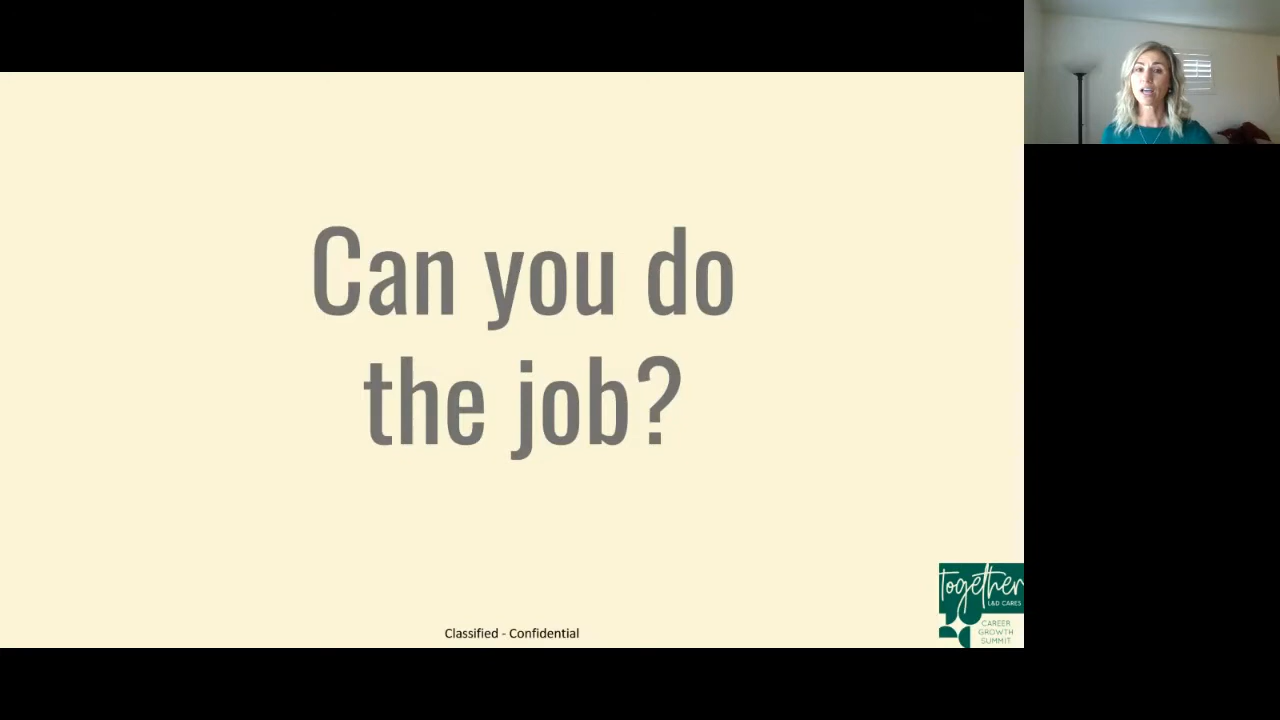 Can you do
the job?
together
L&D CARES
CAREER
GROWTH
SUMMIT
Classified - Confidential